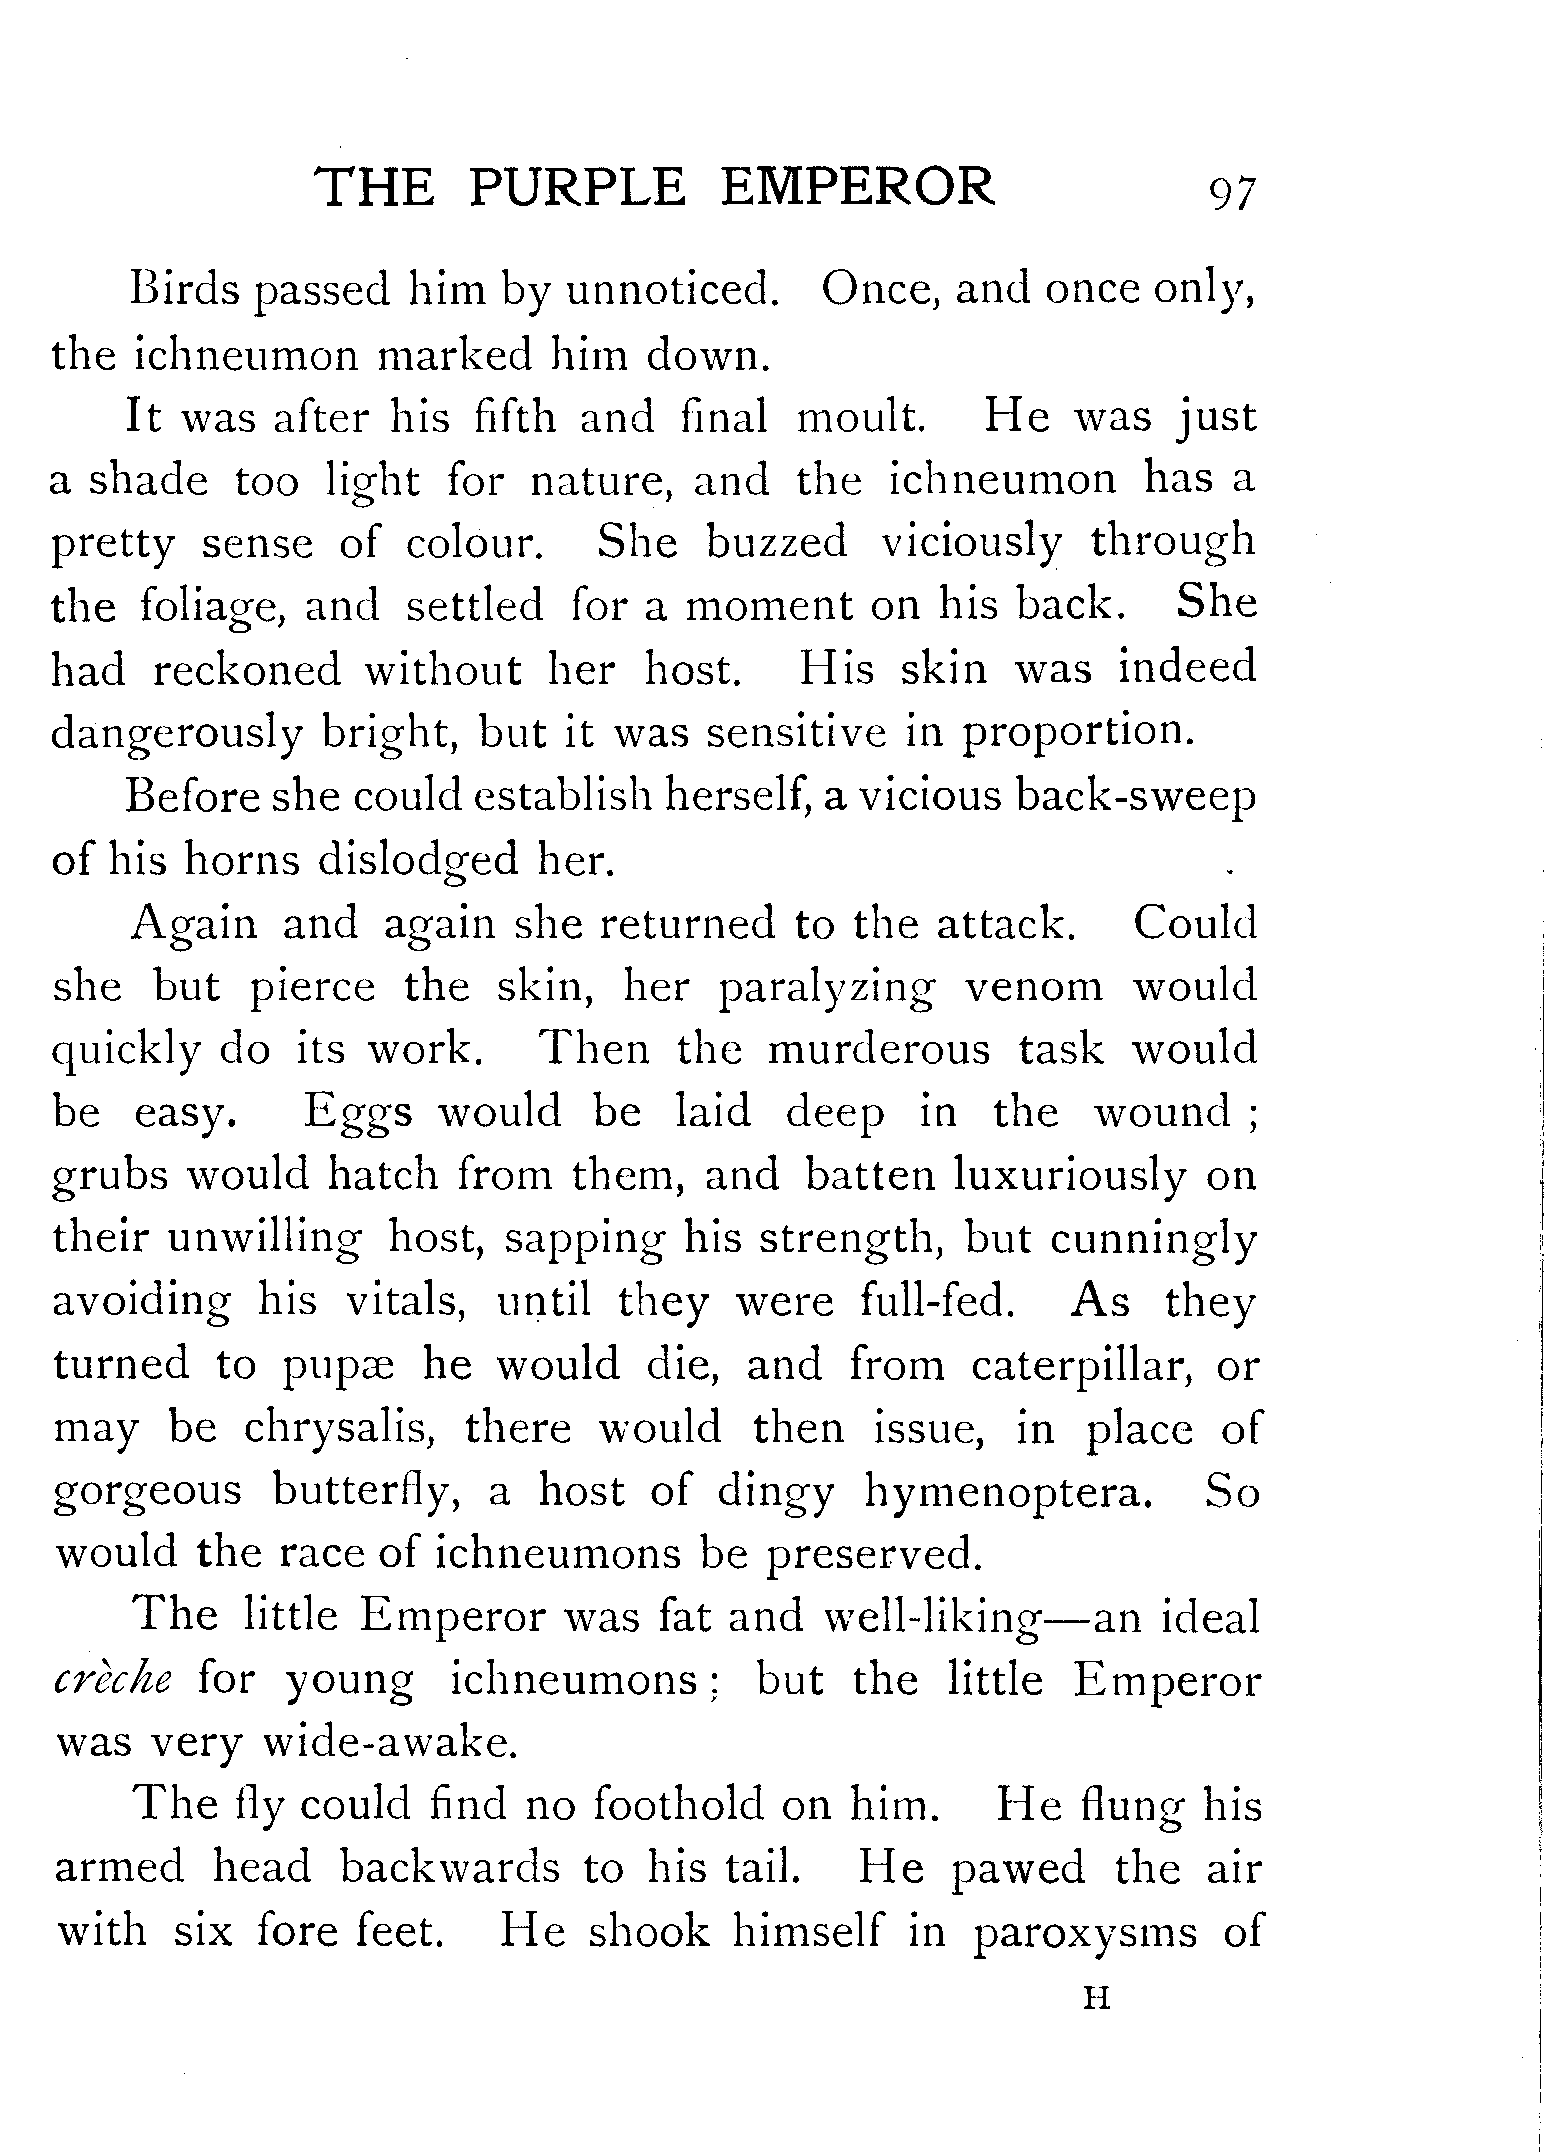 THE PURPLE EMPEROR 97
Birds passed him by unnoticed. Once, and once only,
the ichneumon marked him down.
It was after his fifth and final moult. He was just
a shade too light for nature, and the ichneumon has a
pretty sense of colour. She buzzed viciously through
the foliage, and settled for a moment on his back. She
had reckoned without her host. His skin was indeed
dangerously bright, but it was sensitive in proportion.
Before she could establish herself, a vicious back-sweep
of his horns dislodged her.
Again and again she returned to the attack. Could
she but pierce the skin, her paralyzing venom would
quickly do its work. Then the murderous task would
be easy. Eggs would be laid deep in the wound ;
grubs would hatch from them, and batten luxuriously on
their unwilling host, sapping his strength, but cunningly
avoiding his vitals, until they were full-fed. As they
turned to pupæ he would die, and from caterpillar, or
may be chrysalis, there would then issue, in place of
gorgeous butterfly, a host of dingy hymenoptera. So
would the race of ichneumons be preserved.
The little Emperor was fat and well-liking—an ideal
crèche for young ichneumons ; but the little Emperor
was very wide-awake.
The fly could find no foothold on him. He flung his
armed head backwards to his tail. He pawed the air
with six fore feet. He shook himself in paroxysms of
H